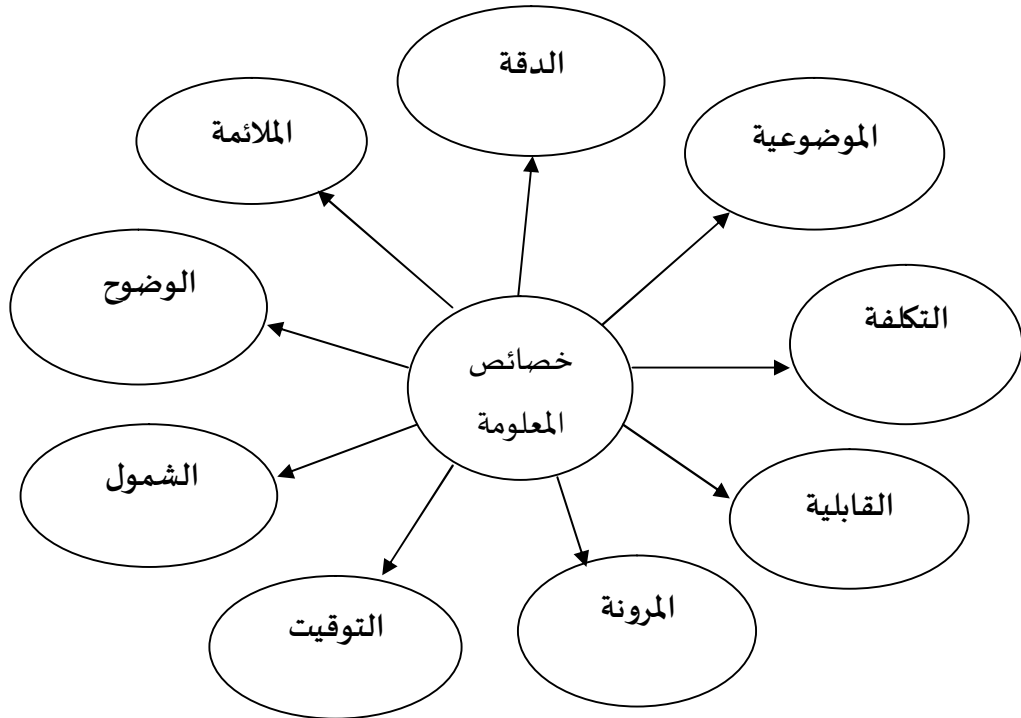 الدقة
الموضوعية
الملائمة
الوضوح
التكلفة
خصائص
المعلومة
الشمول
القابلية
التوقيت
المرونة